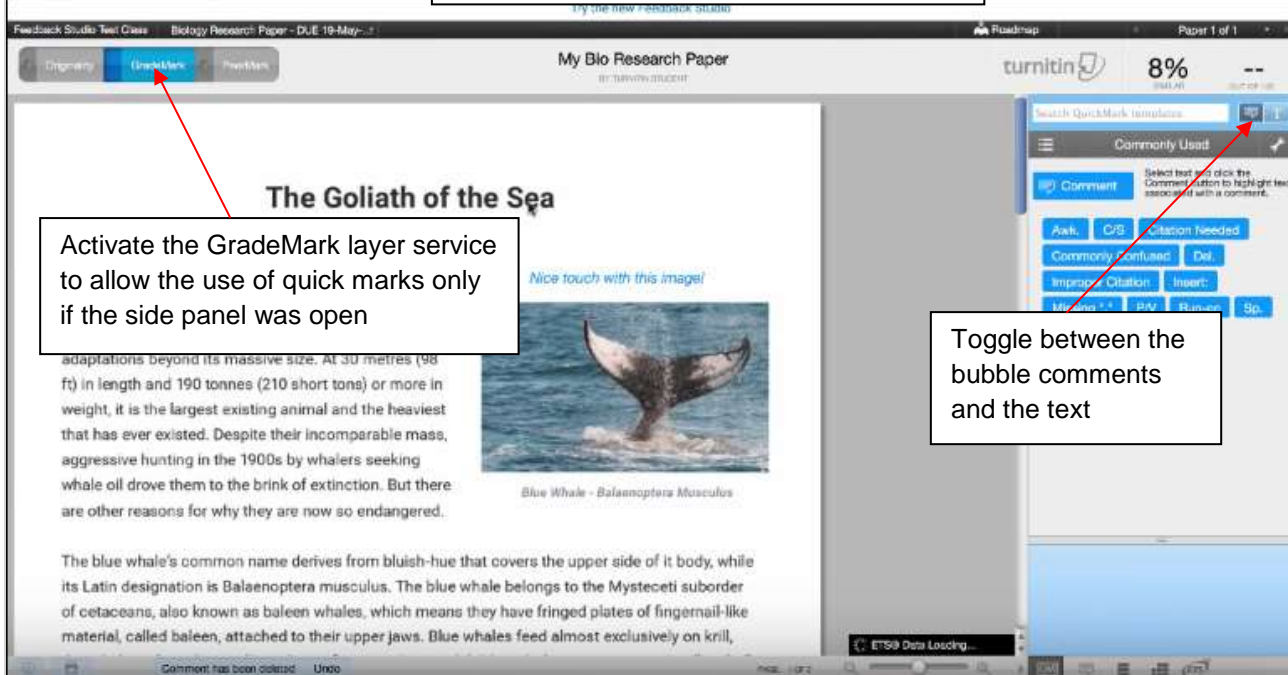 Try the new Feedback Studio
Feedback Studio Test Class Biology Research Paper - DUE 19-May-...
Roadmap
Paper 1 of 1
Originality GradeMark PeerMark
My Bio Research Paper
BY TURNITIN STUDENT
turnitin
8%
SIMILAR
--
OUT OF 100
Search QuickMark templates
T
Commonly Used
Comment
Select text and click the
Comment button to highlight text
associated with a comment.
Awk. C/S Citation Needed
Commonly Confused Del.
Improper Citation Insert:
Missing "," P/V Run-on Sp.
The Goliath of the Sea
Activate the GradeMark layer service
to allow the use of quick marks only
if the side panel was open
Nice touch with this image!
Toggle between the
bubble comments
and the text
adaptations beyond its massive size. At 30 metres (98
ft) in length and 190 tonnes (210 short tons) or more in
weight, it is the largest existing animal and the heaviest
that has ever existed. Despite their incomparable mass,
aggressive hunting in the 1900s by whalers seeking
whale oil drove them to the brink of extinction. But there
are other reasons for why they are now so endangered.
Blue Whale - Balaenoptera Musculus
The blue whale's common name derives from bluish-hue that covers the upper side of it body, while
its Latin designation is Balaenoptera musculus. The blue whale belongs to the Mysteceti suborder
of cetaceans, also known as baleen whales, which means they have fringed plates of fingernail-like
material, called baleen, attached to their upper jaws. Blue whales feed almost exclusively on krill,
ETS® Data Loading...
Comment has been deleted Undo
PAGE: 1 OF 2